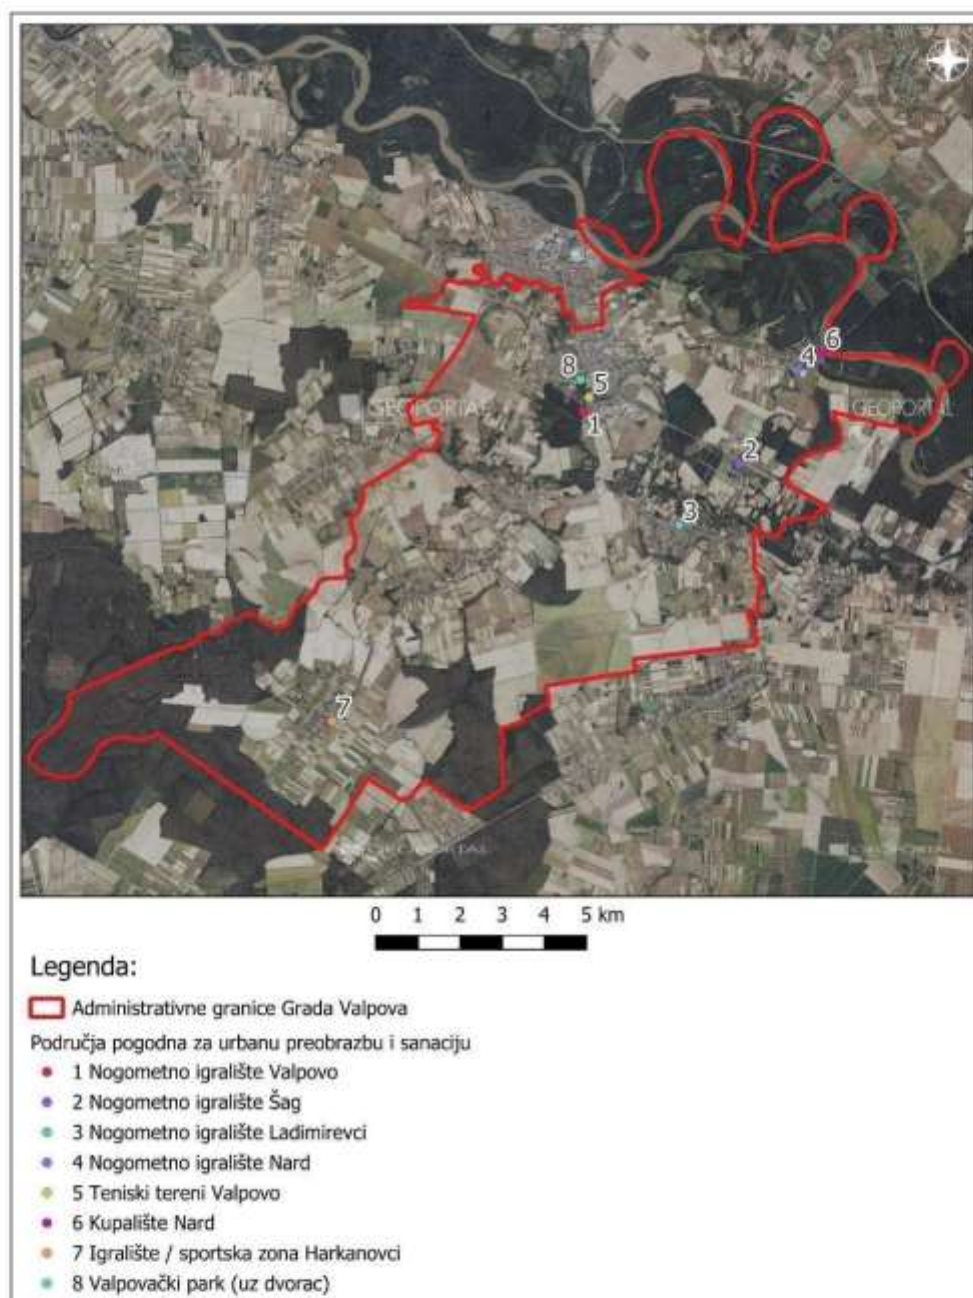 6
4
8
5
GEOPORTAL
GEOPORTAL
1
2
3
7
GEOPORTAL
GEOPORTAL
0 1 2 3 4 5 km
Legenda:
Administrativne granice Grada Valpova
Područja pogodna za urbanu preobrazbu i sanaciju
1 Nogometno igralište Valpovo
2 Nogometno igralište Šag
3 Nogometno igralište Ladimirevci
4 Nogometno igralište Nard
5 Teniski tereni Valpovo
6 Kupalište Nard
7 Igralište / sportska zona Harkanovci
8 Valpovački park (uz dvorac)